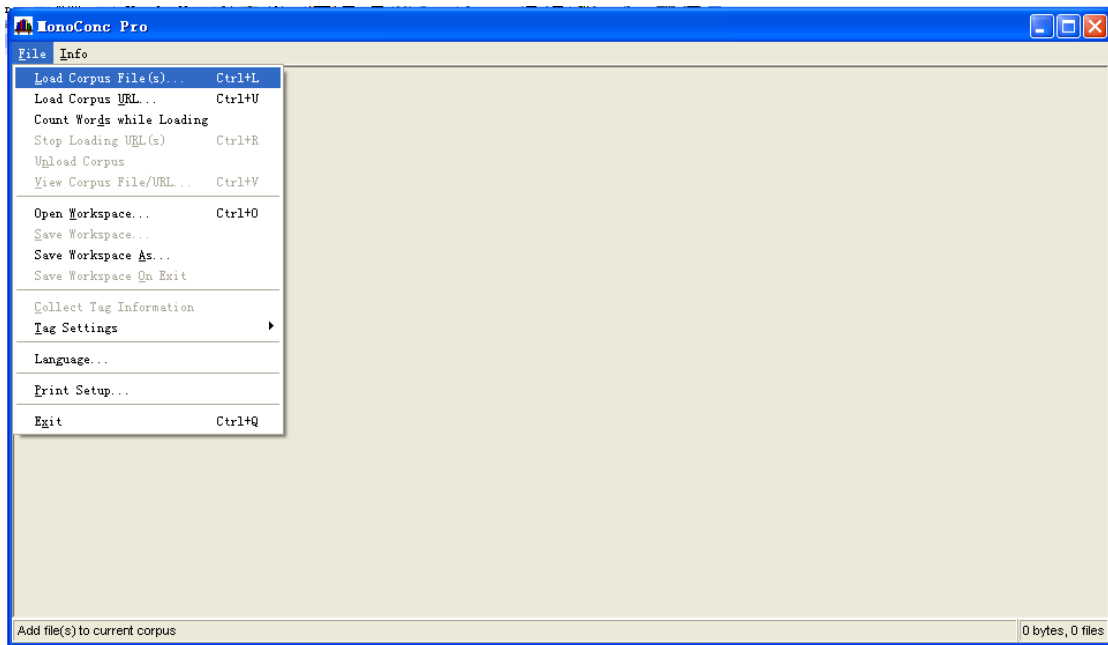 MonoConc Pro
File Info
Load Corpus File(s)... Ctrl+L
Load Corpus URL... Ctrl+U
Count Words while Loading
Stop Loading URL(s) Ctrl+R
Unload Corpus
View Corpus File/URL... Ctrl+V
Open Workspace... Ctrl+O
Save Workspace...
Save Workspace As...
Save Workspace On Exit
Collect Tag Information
Tag Settings
Language...
Print Setup...
Exit Ctrl+Q
Add file(s) to current corpus 0 bytes, 0 files